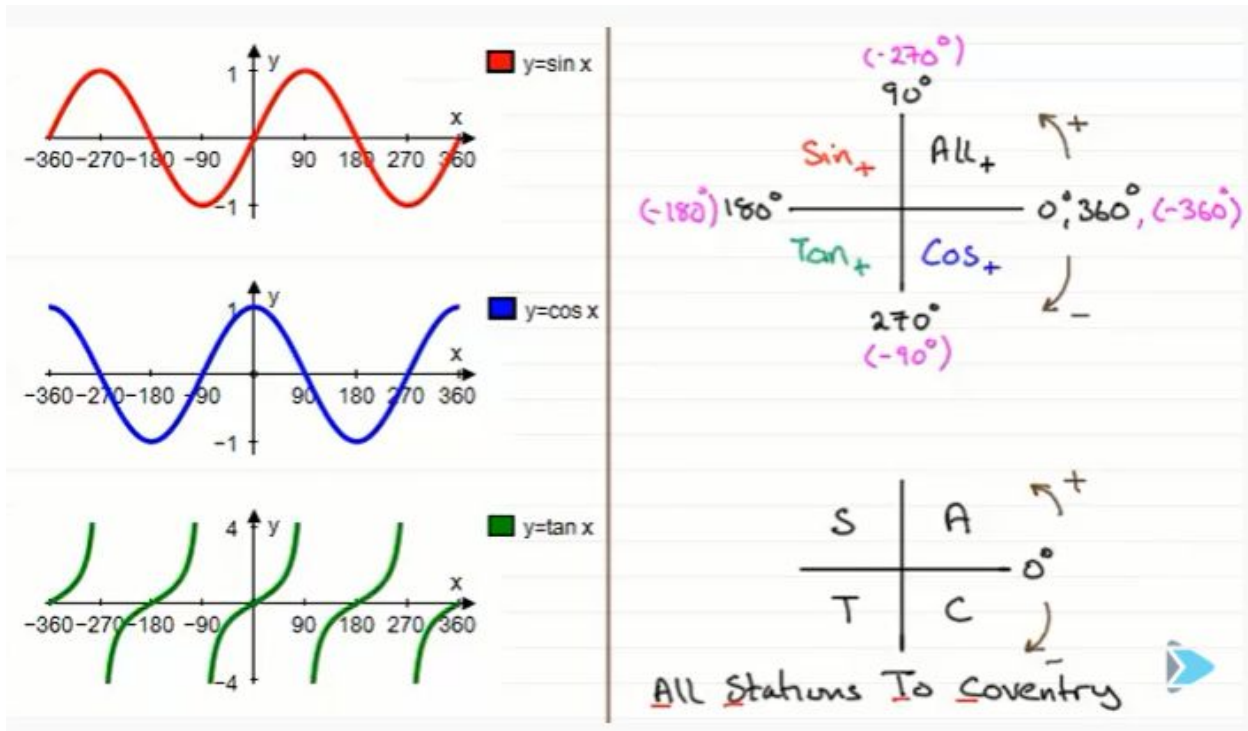 1
y
y=sin x
x
−360 −270 −180 −90 90 180 270 360
−1
1
y
y=cos x
x
−360 −270 −180 −90 90 180 270 360
−1
4
y
y=tan x
x
−360 −270 −180 −90 90 180 270 360
−4
(-270°)
90°
+
Sin+ All+
(-180°) 180° 0°, 360°, (-360°)
Tan+ Cos+
−
270°
(-90°)
+
S A
0°
T C
−
All Stations To Coventry